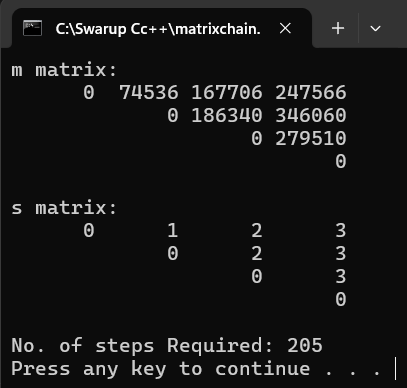 C:\Swarup Cc++\matrixchain.
m matrix:
0 74536 167706 247566
0 186340 346060
0 279510
0
s matrix:
0 1 2 3
0 2 3
0 3
0
No. of steps Required: 205
Press any key to continue . . .